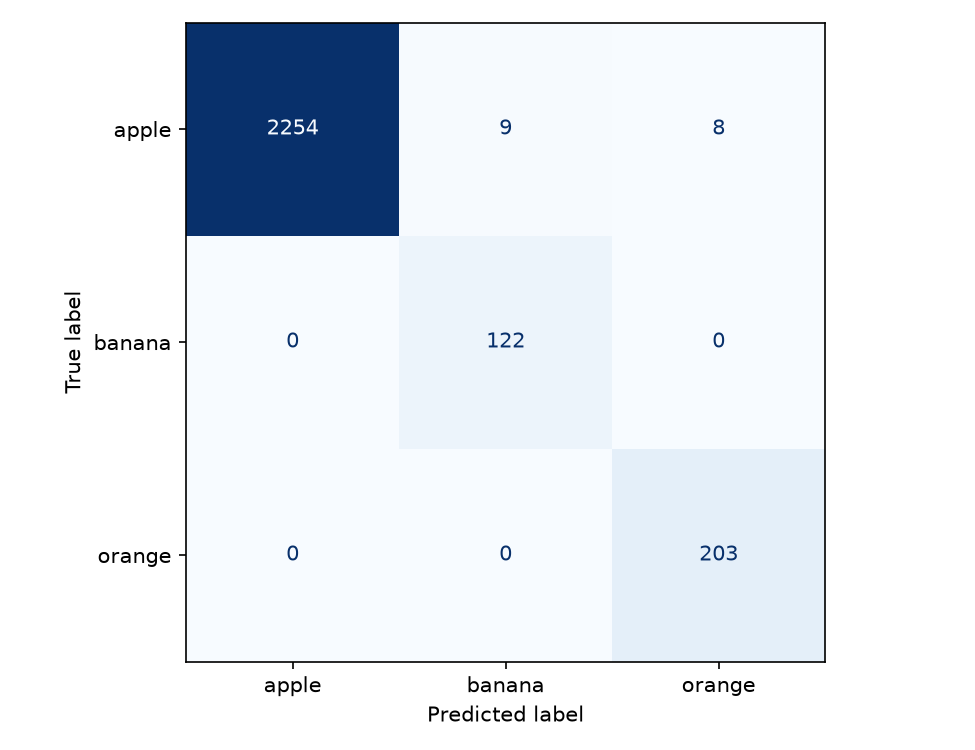 apple 2254 9 8
True label
banana 0 122 0
orange 0 0 203
apple banana orange
Predicted label